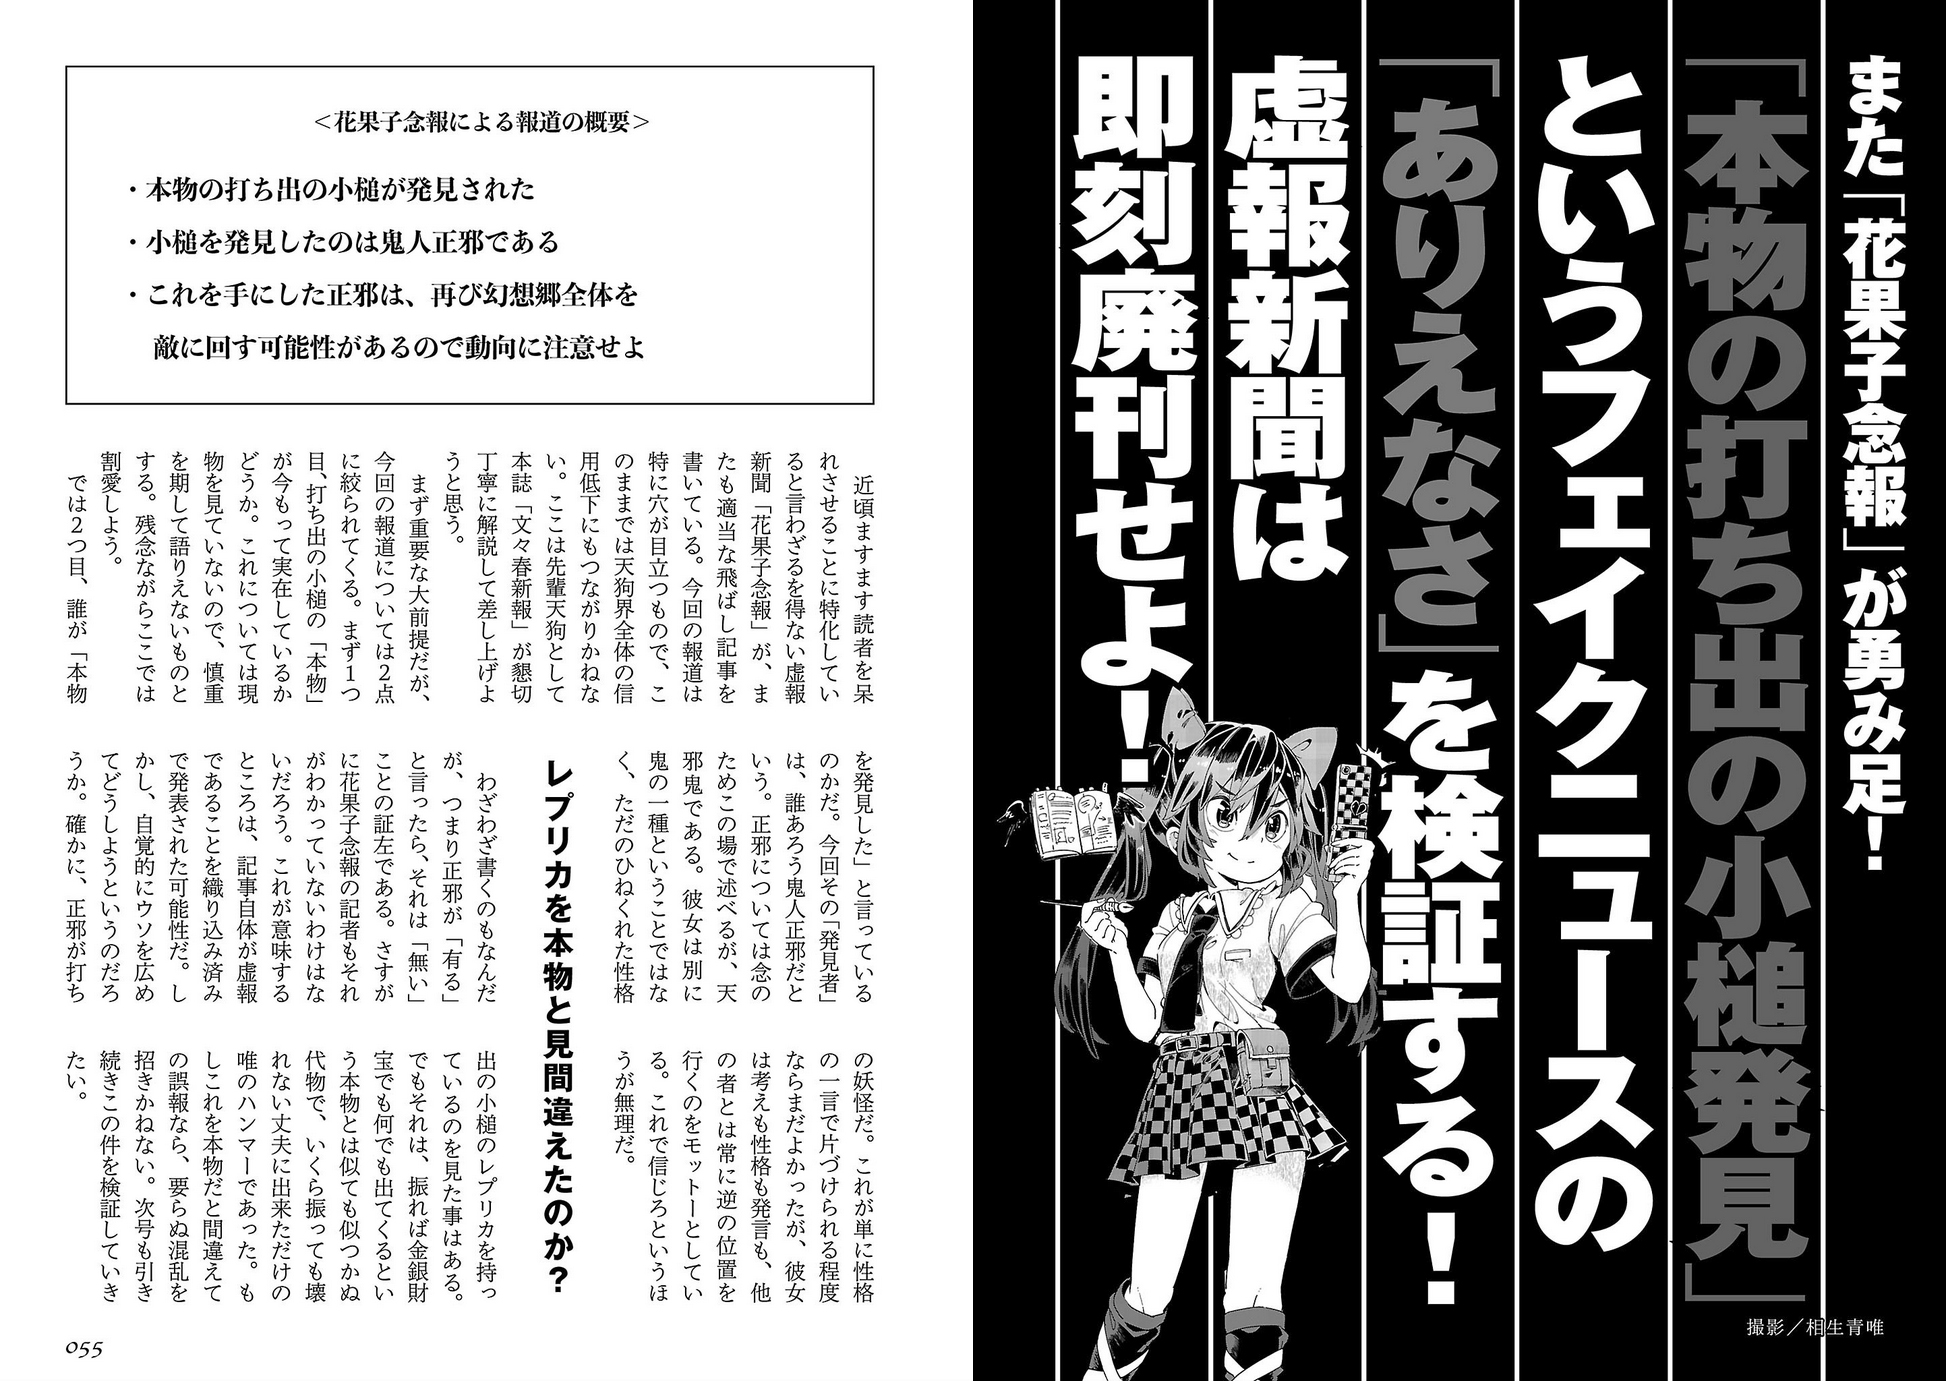 また「花果子念報」が勇み足！
「本物の打ち出の小槌発見」
というフェイクニュースの
「ありえなさ」を検証する！
虚報新聞は
即刻廃刊せよ！
撮影／相生青唯
＜花果子念報による報道の概要＞
・本物の打ち出の小槌が発見された
・小槌を発見したのは鬼人正邪である
・これを手にした正邪は、再び幻想郷全体を
敵に回す可能性があるので動向に注意せよ
近頃ますます読者を呆
れさせることに特化してい
ると言わざるを得ない虚報
新聞「花果子念報」が、ま
たも適当な飛ばし記事を
書いている。今回の報道は
特に穴が目立つもので、こ
のままでは天狗界全体の信
用低下にもつながりかねな
い。ここは先輩天狗として
本誌「文々春新報」が懇切
丁寧に解説して差し上げよ
うと思う。
まず重要な大前提だが、
今回の報道については2点
に絞られてくる。まず1つ
目、打ち出の小槌の「本物」
が今もって実在しているか
どうか。これについては現
物を見ていないので、慎重
を期して語りえないものと
する。残念ながらここでは
割愛しよう。
では2つ目、誰が「本物
を発見した」と言っている
のかだ。今回その「発見者」
は、誰あろう鬼人正邪だと
いう。正邪については念の
ためこの場で述べるが、天
邪鬼である。彼女は別に
鬼の一種ということではな
く、ただのひねくれた性格
の妖怪だ。これが単に性格
の一言で片づけられる程度
ならまだよかったが、彼女
は考えも性格も発言も、他
の者とは常に逆の位置を
行くのをモットーとしてい
る。これで信じろというほ
うが無理だ。
レプリカを本物と見間違えたのか？
わざわざ書くのもなんだ
が、つまり正邪が「有る」
と言ったら、それは「無い」
ことの証左である。さすが
に花果子念報の記者もそれ
がわかっていないわけはな
いだろう。これが意味する
ところは、記事自体が虚報
であることを織り込み済み
で発表された可能性だ。し
かし、自覚的にウソを広め
てどうしようというのだろ
うか。確かに、正邪が打ち
出の小槌のレプリカを持っ
ているのを見た事はある。
でもそれは、振れば金銀財
宝でも何でも出てくるとい
う本物とは似ても似つかぬ
代物で、いくら振っても壊
れない丈夫に出来ただけの
唯のハンマーであった。も
しこれを本物だと間違えて
の誤報なら、要らぬ混乱を
招きかねない。次号も引き
続きこの件を検証していき
たい。
055